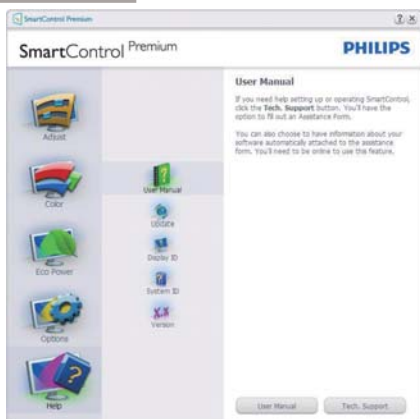 SmartControl Premium
SmartControl Premium
PHILIPS
Adjust
Color
Eco Power
Options
Help
User Manual
Update
Display ID
System ID
Version
User Manual
If you need help setting up or operating SmartControl,
click the Tech. Support button. You'll have the
option to fill out an Assistance Form.
You can also choose to have information about your
software automatically attached to the assistance
form. You'll need to be online to use this feature.
User Manual
Tech. Support